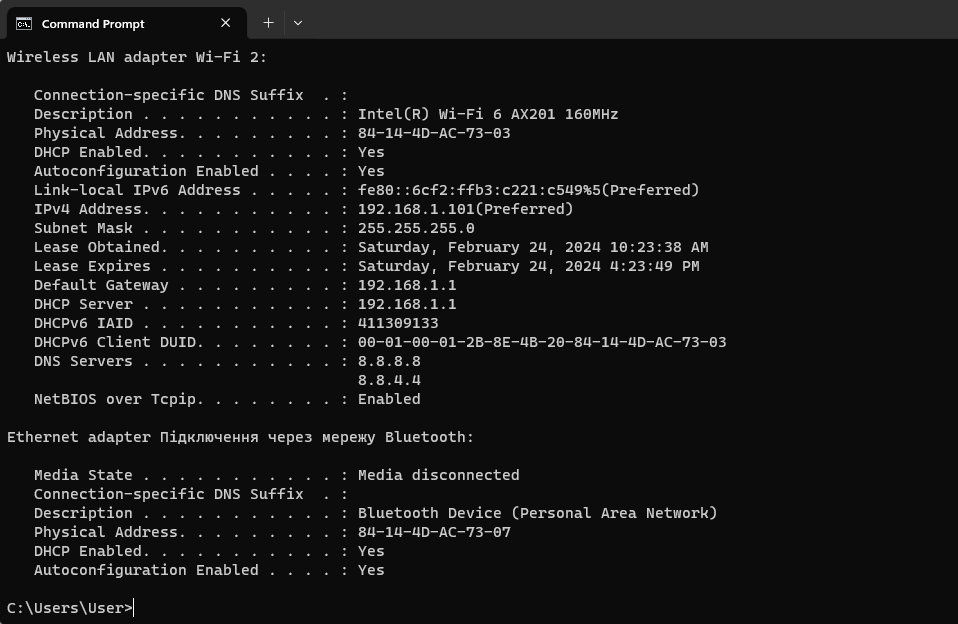 Command Prompt
Wireless LAN adapter Wi-Fi 2:
Connection-specific DNS Suffix  . :
Description . . . . . . . . . . . : Intel(R) Wi-Fi 6 AX201 160MHz
Physical Address. . . . . . . . . : 84-14-4D-AC-73-03
DHCP Enabled. . . . . . . . . . . : Yes
Autoconfiguration Enabled . . . . : Yes
Link-local IPv6 Address . . . . . : fe80::6cf2:ffb3:c221:c549%5(Preferred)
IPv4 Address. . . . . . . . . . . : 192.168.1.101(Preferred)
Subnet Mask . . . . . . . . . . . : 255.255.255.0
Lease Obtained. . . . . . . . . . : Saturday, February 24, 2024 10:23:38 AM
Lease Expires . . . . . . . . . . : Saturday, February 24, 2024 4:23:49 PM
Default Gateway . . . . . . . . . : 192.168.1.1
DHCP Server . . . . . . . . . . . : 192.168.1.1
DHCPv6 IAID . . . . . . . . . . . : 411309133
DHCPv6 Client DUID. . . . . . . . : 00-01-00-01-2B-8E-4B-20-84-14-4D-AC-73-03
DNS Servers . . . . . . . . . . . : 8.8.8.8
8.8.4.4
NetBIOS over Tcpip. . . . . . . . : Enabled
Ethernet adapter Підключення через мережу Bluetooth:
Media State . . . . . . . . . . . : Media disconnected
Connection-specific DNS Suffix  . :
Description . . . . . . . . . . . : Bluetooth Device (Personal Area Network)
Physical Address. . . . . . . . . : 84-14-4D-AC-73-07
DHCP Enabled. . . . . . . . . . . : Yes
Autoconfiguration Enabled . . . . : Yes
C:\Users\User>